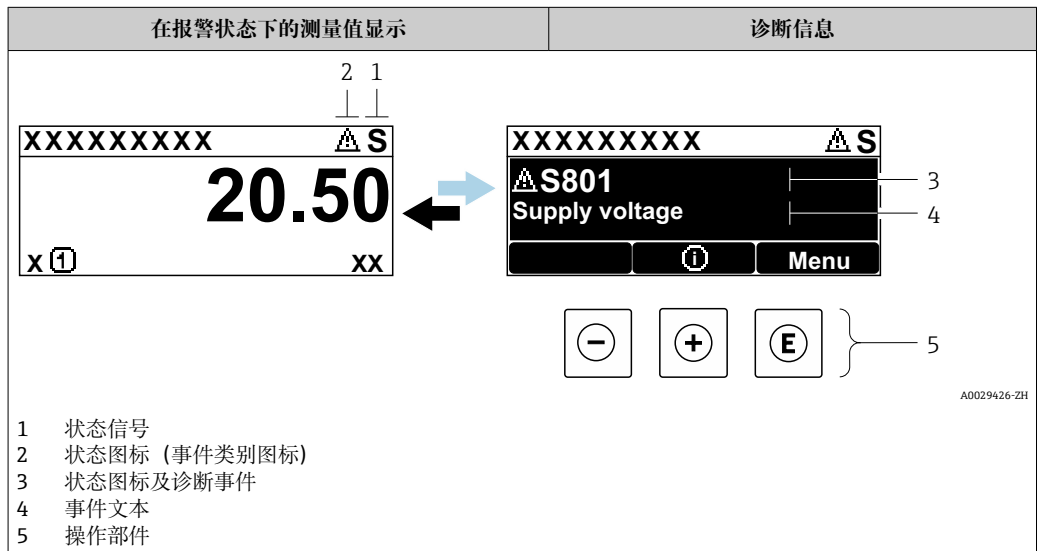 在报警状态下的测量值显示
诊断信息
2 1
XXXXXXXXX S
20.50
X 1 XX
XXXXXXXXX S
S801
3
Supply voltage
4
i Menu
- + E
5
A0029426-ZH
1 状态信号
2 状态图标（事件类别图标）
3 状态图标及诊断事件
4 事件文本
5 操作部件